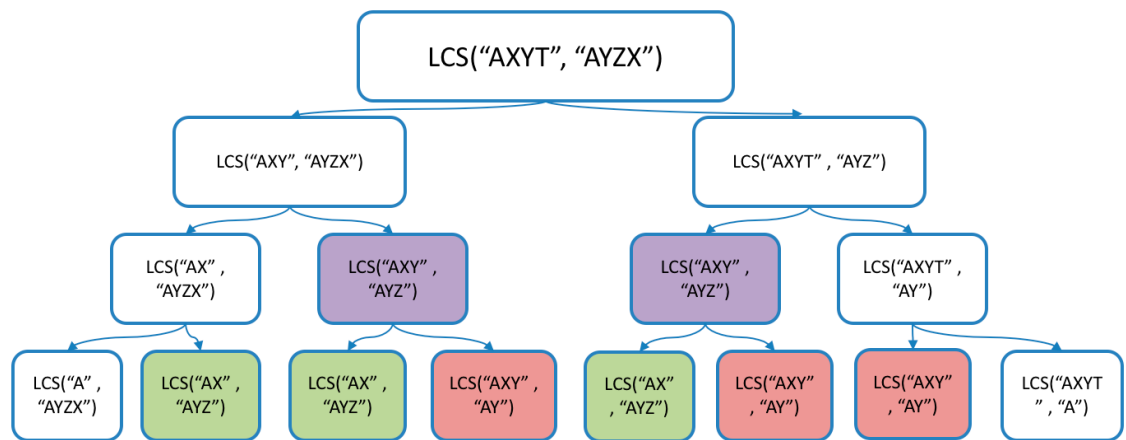 LCS(“AXYT”, “AYZX”)
LCS(“AXY”, “AYZX”)
LCS(“AXYT” , “AYZ”)
LCS(“AX” ,
“AYZX”)
LCS(“AXY” ,
“AYZ”)
LCS(“AXY” ,
“AYZ”)
LCS(“AXYT” ,
“AY”)
LCS(“A” ,
“AYZX”)
LCS(“AX” ,
“AYZ”)
LCS(“AX” ,
“AYZ”)
LCS(“AXY” ,
“AY”)
LCS(“AX”
, “AYZ”)
LCS(“AXY”
, “AY”)
LCS(“AXY”
, “AY”)
LCS(“AXYT
” , “A”)